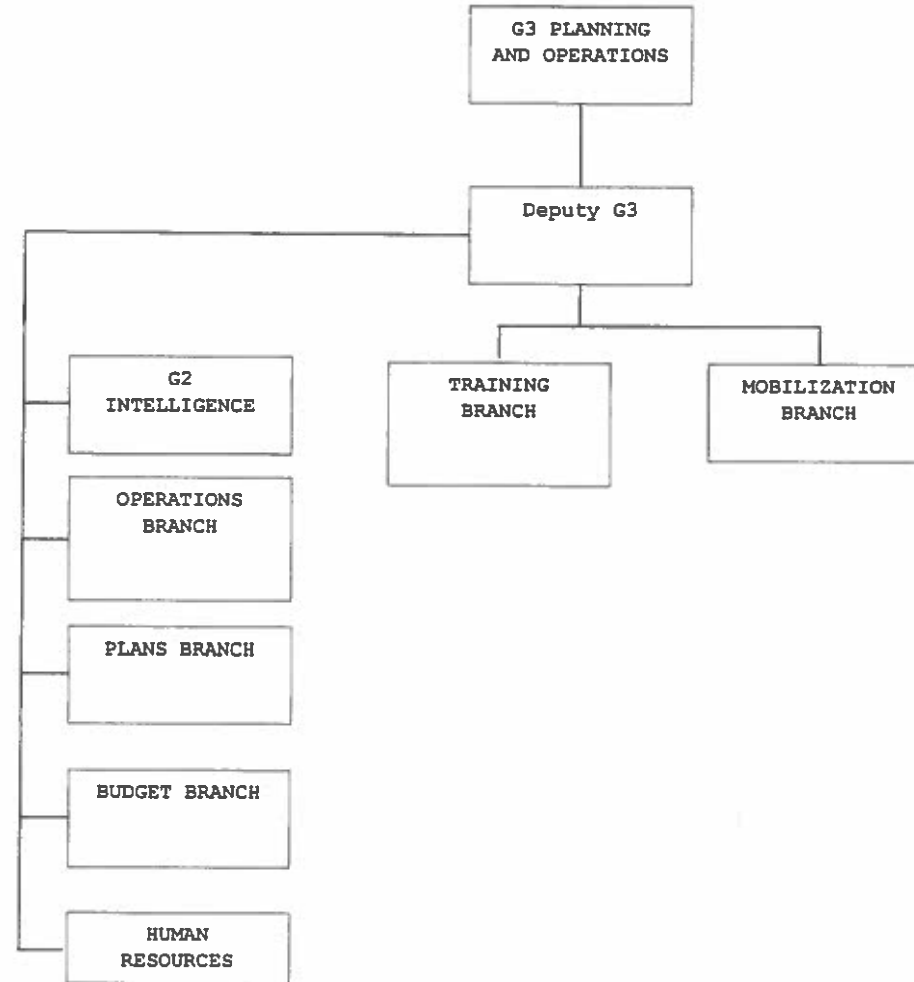 G3 PLANNING
AND OPERATIONS
Deputy G3
G2
INTELLIGENCE
TRAINING
BRANCH
MOBILIZATION
BRANCH
OPERATIONS
BRANCH
PLANS BRANCH
BUDGET BRANCH
HUMAN
RESOURCES